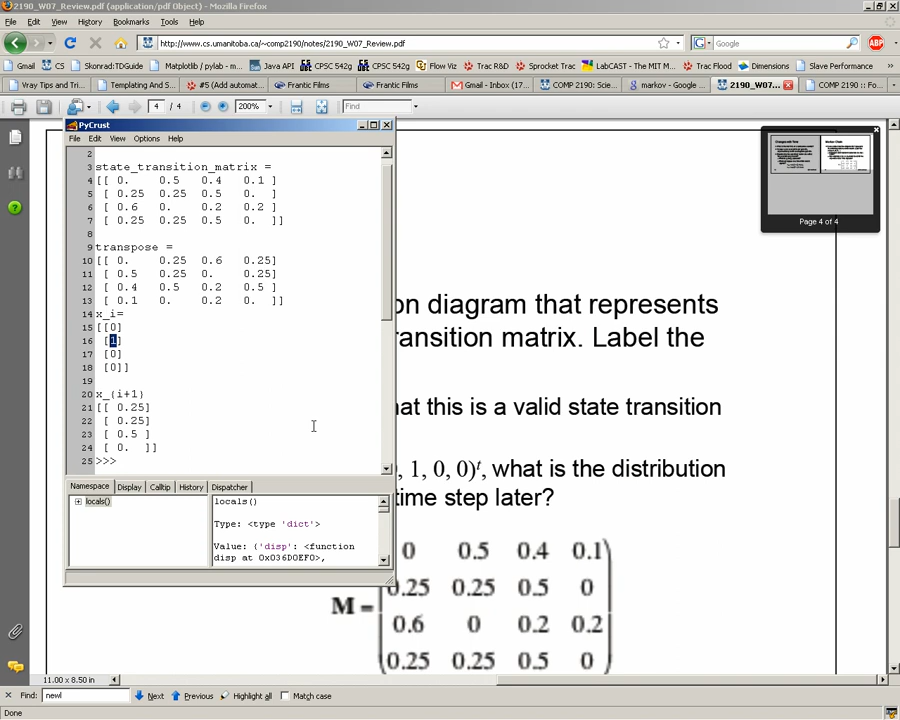 2190_W07_Review.pdf (application/pdf Object) - Mozilla Firefox
File Edit View History Bookmarks Tools Help
http://www.cs.umanitoba.ca/~comp2190/notes/2190_W07_Review.pdf
Google
ABP
Gmail CS Skonrad:TDGuide Matplotlib / pylab - m... Java API CPSC 542g CPSC 542g Flow Viz Trac R&D Sprocket Trac LabCAST - The MIT M... Trac Flood Dimensions Slave Performance
Vray Tips and Tri... Templating And S... #5 (Add automat... Frantic Films Frantic Films Gmail - Inbox (17... COMP 2190: Scie... markov - Google ... 2190_W07... COMP 2190 :: Fo...
4 / 4 200% Find
PyCrust
File Edit View Options Help
2
3 state_transition_matrix =
4 [[ 0. 0.5 0.4 0.1 ]
5 [ 0.25 0.25 0.5 0. ]
6 [ 0.6 0. 0.2 0.2 ]
7 [ 0.25 0.25 0.5 0. ]]
8
9 transpose =
10 [[ 0. 0.25 0.6 0.25]
11 [ 0.5 0.25 0. 0.25]
12 [ 0.4 0.5 0.2 0.5 ]
13 [ 0.1 0. 0.2 0. ]]
14 x_i=
15 [[0]
16 [1]
17 [0]
18 [0]]
19
20 x_(i+1)
21 [[ 0.25]
22 [ 0.25]
23 [ 0.5 ]
24 [ 0. ]]
25 >>>
Namespace Display Calltip History Dispatcher
locals()
locals()
Type: <type 'dict'>
Value: {'disp': <function
disp at 0x036D0EF0>,
Page 4 of 4
on diagram that represents
ransition matrix. Label the
hat this is a valid state transition
, 1, 0, 0)t, what is the distribution
time step later?
0 0.5 0.4 0.1
0.25 0.25 0.5 0
M =
0.6 0 0.2 0.2
0.25 0.25 0.5 0
11.00 x 8.50 in
Find: newl Next Previous Highlight all Match case
Done